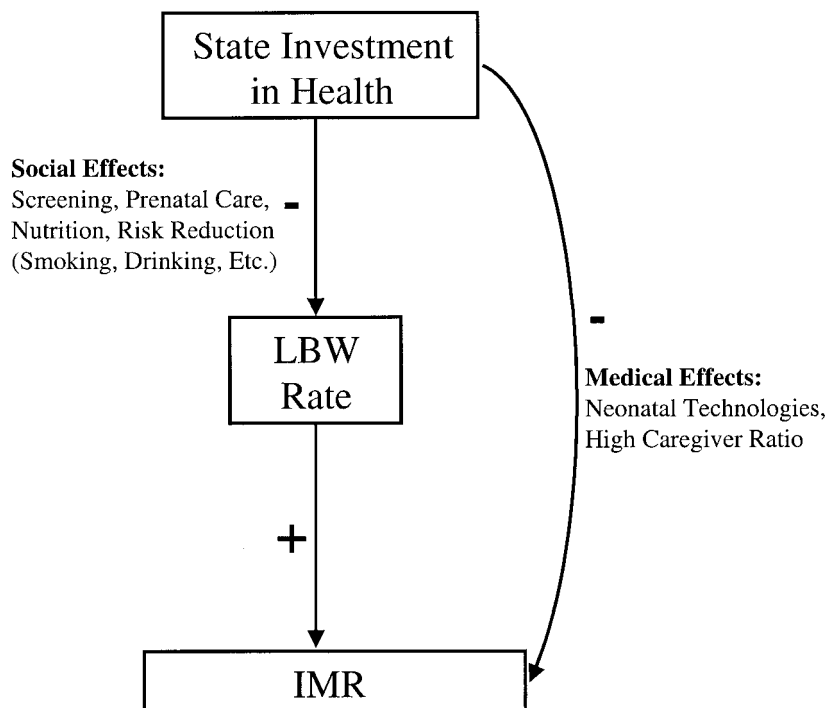 State Investment
in Health
Social Effects:
Screening, Prenatal Care,
Nutrition, Risk Reduction
(Smoking, Drinking, Etc.)
-
LBW
Rate
-
Medical Effects:
Neonatal Technologies,
High Caregiver Ratio
+
IMR